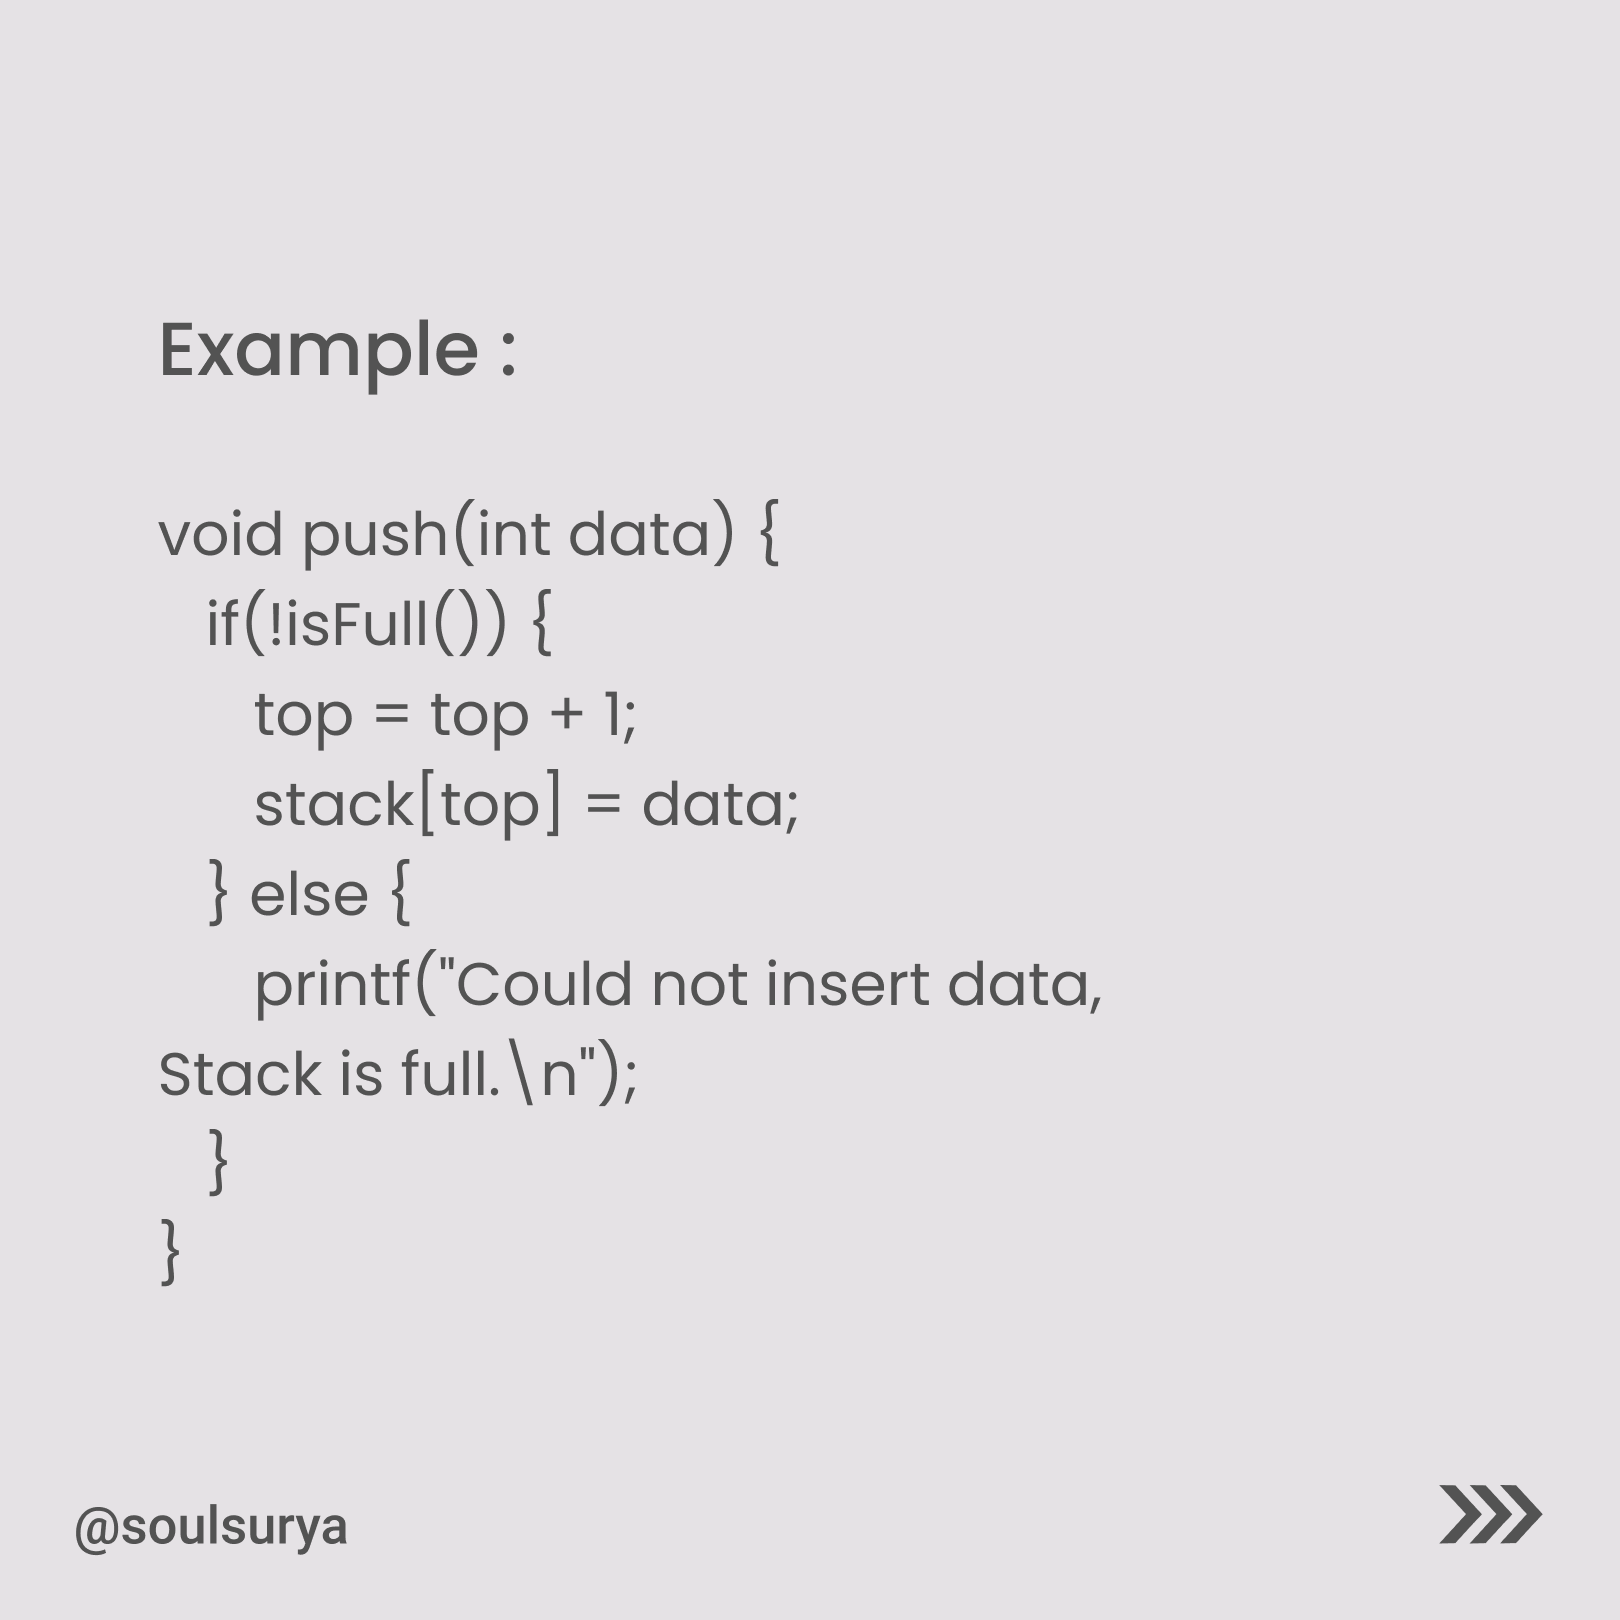 Example :
void push(int data) {
if(!isFull()) {
top = top + 1;
stack[top] = data;
} else {
printf("Could not insert data,
Stack is full.\n");
}
}
@soulsurya